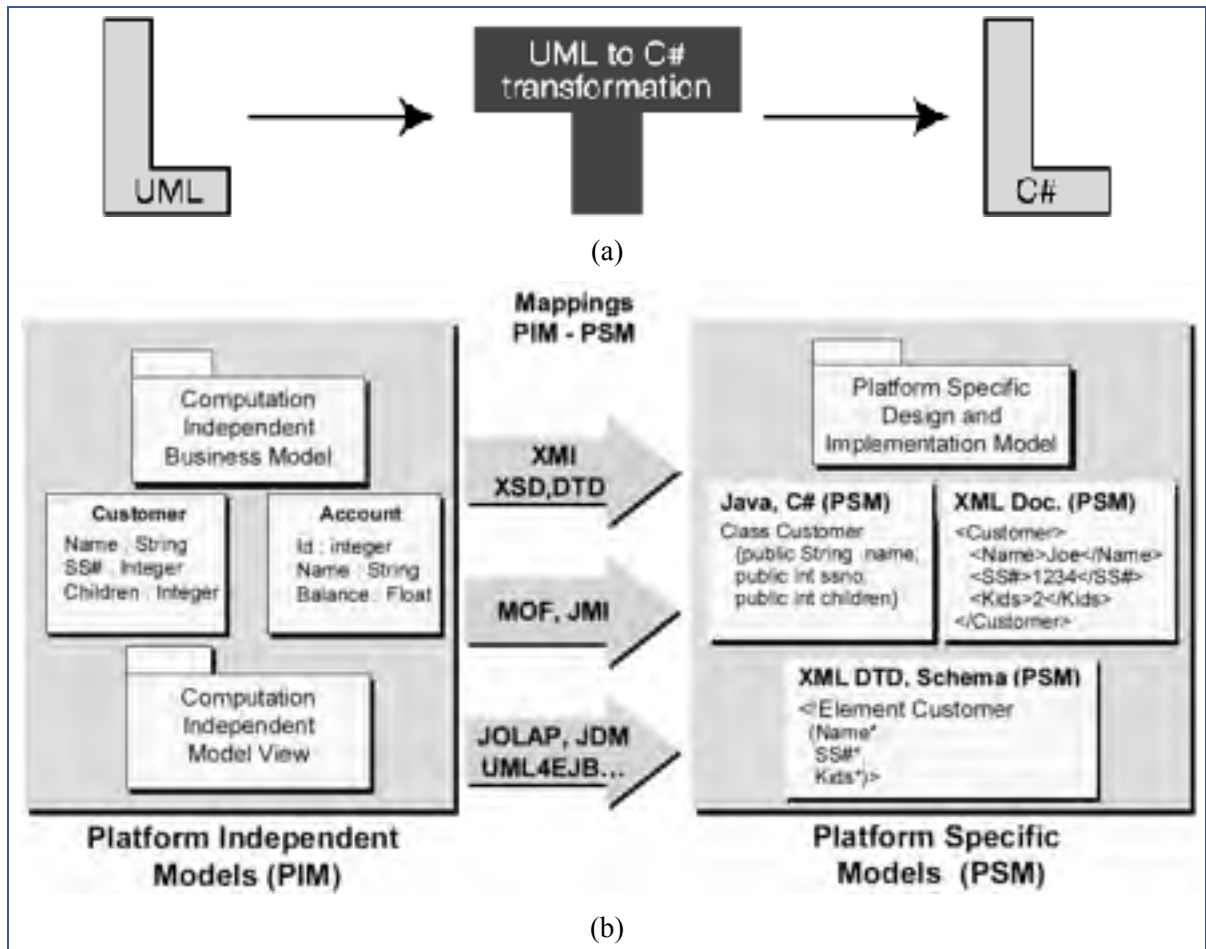 UML to C#
transformation
UML
C#
(a)
Mappings
PIM - PSM
Computation
Independent
Business Model
Customer
Name : String
SS# : Integer
Children : Integer
Account
Id : integer
Name : String
Balance : Float
Computation
Independent
Model View
Platform Independent
Models (PIM)
XMI
XSD,DTD
MOF, JMI
JOLAP, JDM
UML4EJB...
Platform Specific
Design and
Implementation Model
Java, C# (PSM)
Class Customer
{public String name;
public int ssno;
public int children}
XML Doc. (PSM)
<Customer>
<Name>Joe</Name>
<SS#>1234</SS#>
<Kids>2</Kids>
</Customer>
XML DTD, Schema (PSM)
<!Element Customer
(Name*
SS#*
Kids*)>
Platform Specific
Models (PSM)
(b)